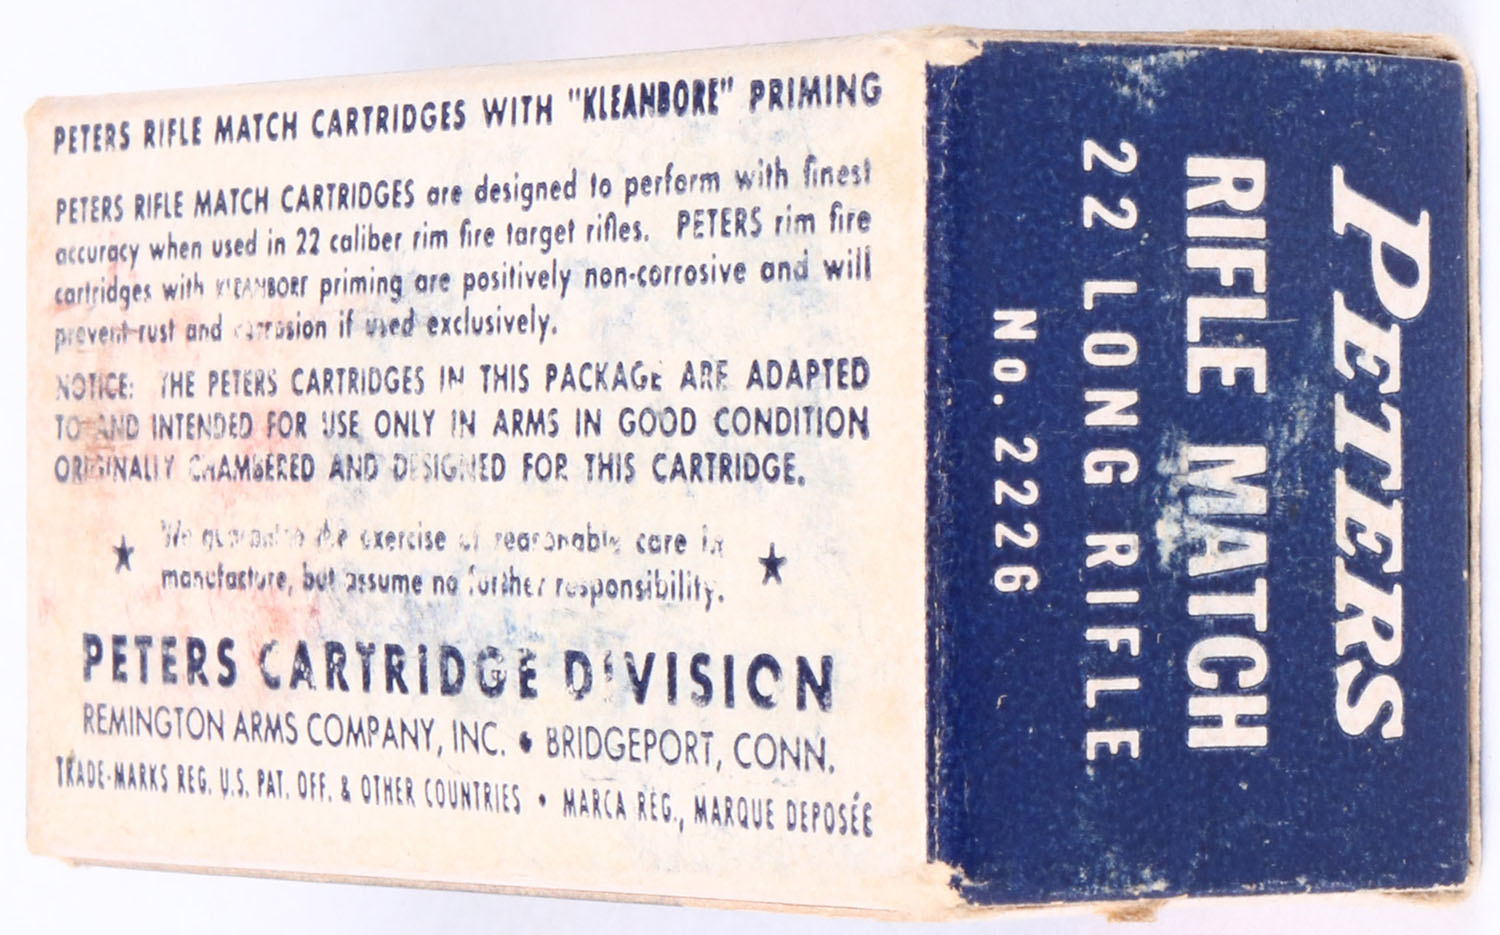 PETERS RIFLE MATCH CARTRIDGES WITH "KLEANBORE" PRIMING
PETERS RIFLE MATCH CARTRIDGES are designed to perform with finest
accuracy when used in 22 caliber rim fire target rifles. PETERS rim fire
cartridges with KLEANBORE priming are positively non-corrosive and will
prevent rust and corrosion if used exclusively.
NOTICE: THE PETERS CARTRIDGES IN THIS PACKAGE ARE ADAPTED
TO AND INTENDED FOR USE ONLY IN ARMS IN GOOD CONDITION
ORIGINALLY CHAMBERED AND DESIGNED FOR THIS CARTRIDGE.
We guarantee the exercise of reasonable care in
manufacture, but assume no further responsibility.
PETERS CARTRIDGE DIVISION
REMINGTON ARMS COMPANY, INC. • BRIDGEPORT, CONN.
TRADE-MARKS REG. U.S. PAT. OFF. & OTHER COUNTRIES • MARCA REG., MARQUE DEPOSÉE
PETERS
RIFLE MATCH
22 LONG RIFLE
No. 2226